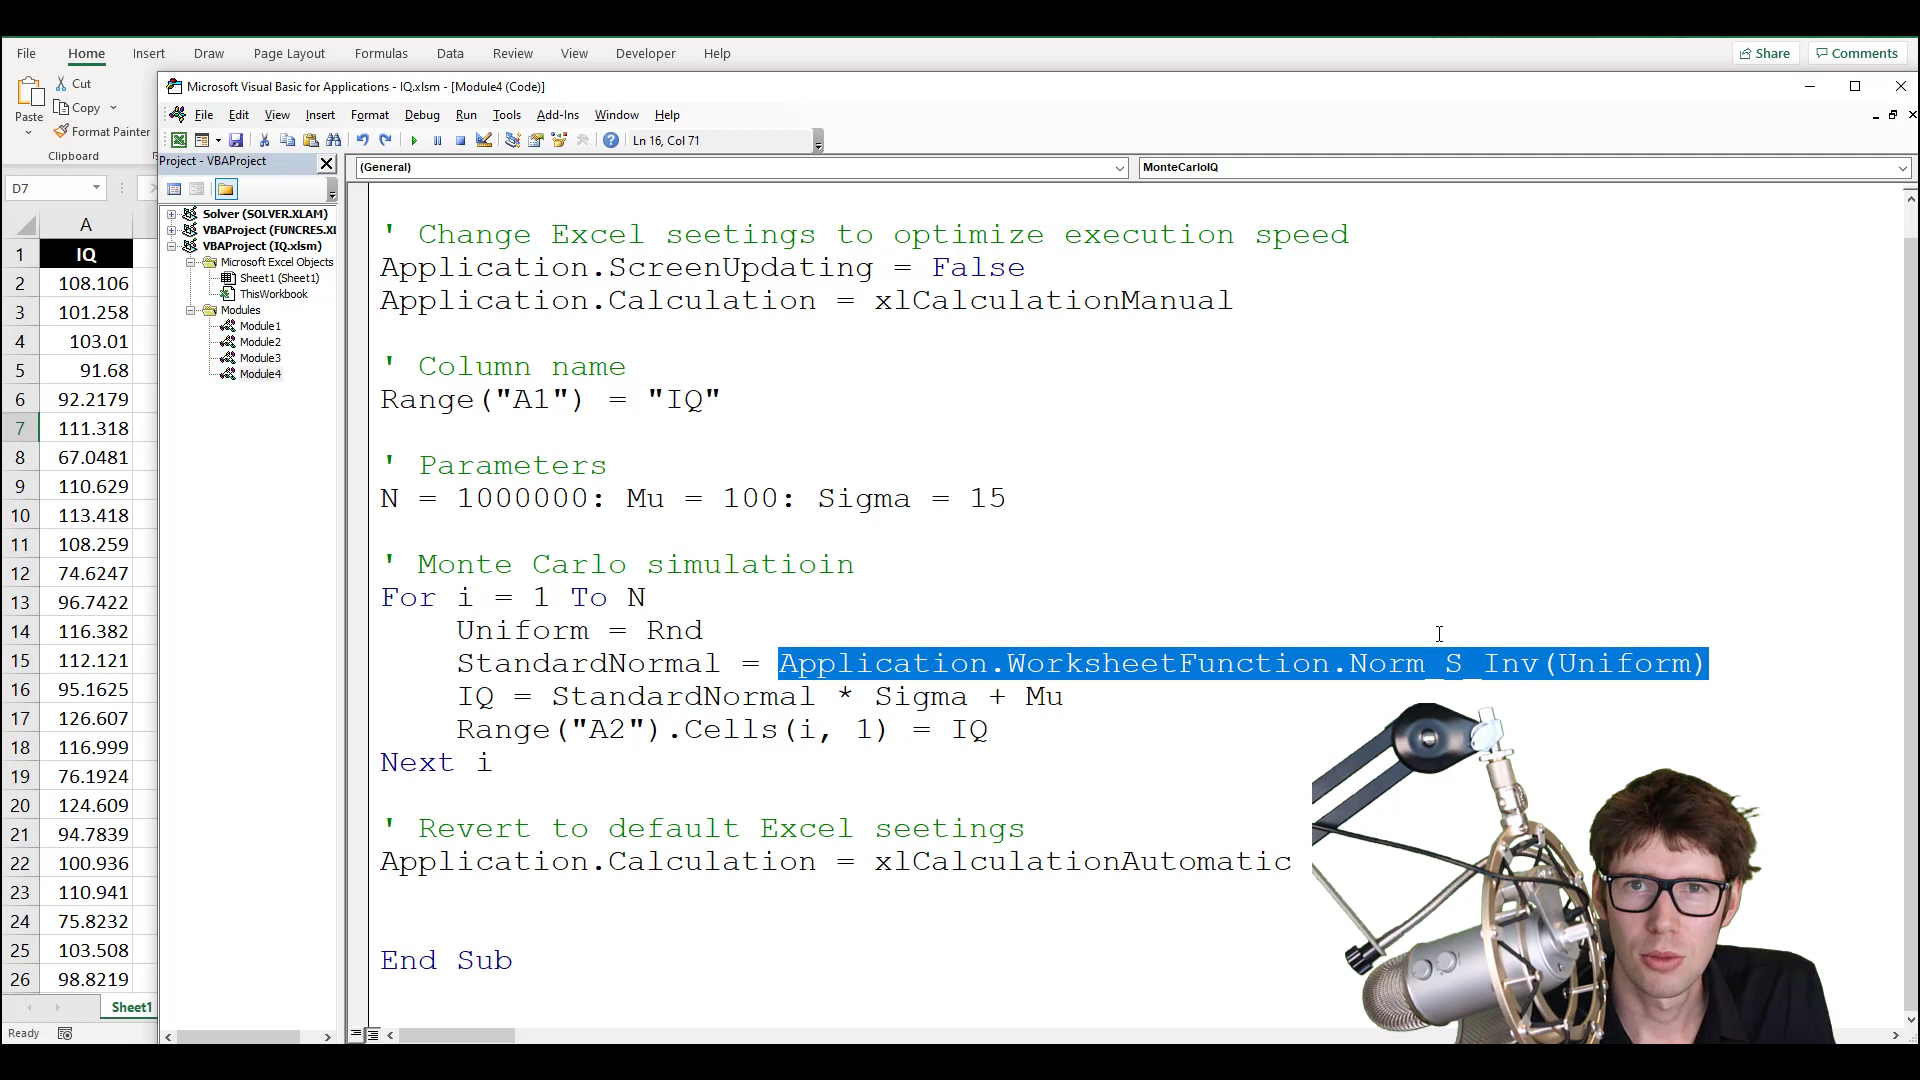 File Home Insert Draw Page Layout Formulas Data Review View Developer Help Share Comments
Paste
Cut
Copy
Format Painter
Clipboard
D7
Microsoft Visual Basic for Applications - IQ.xlsm - [Module4 (Code)]
File Edit View Insert Format Debug Run Tools Add-Ins Window Help
Ln 16, Col 71
Project - VBAProject
Solver (SOLVER.XLAM)
VBAProject (FUNCRES.XL
VBAProject (IQ.xlsm)
Microsoft Excel Objects
Sheet1 (Sheet1)
ThisWorkbook
Modules
Module1
Module2
Module3
Module4
(General) MonteCarloIQ
A
1 IQ
2 108.106
3 101.258
4 103.01
5 91.68
6 92.2179
7 111.318
8 67.0481
9 110.629
10 113.418
11 108.259
12 74.6247
13 96.7422
14 116.382
15 112.121
16 95.1625
17 126.607
18 116.999
19 76.1924
20 124.609
21 94.7839
22 100.936
23 110.941
24 75.8232
25 103.508
26 98.8219
Sheet1
Ready
' Change Excel seetings to optimize execution speed
Application.ScreenUpdating = False
Application.Calculation = xlCalculationManual
' Column name
Range("A1") = "IQ"
' Parameters
N = 1000000: Mu = 100: Sigma = 15
' Monte Carlo simulatioin
For i = 1 To N
Uniform = Rnd
StandardNormal = Application.WorksheetFunction.Norm_S_Inv(Uniform)
IQ = StandardNormal * Sigma + Mu
Range("A2").Cells(i, 1) = IQ
Next i
' Revert to default Excel seetings
Application.Calculation = xlCalculationAutomatic
End Sub